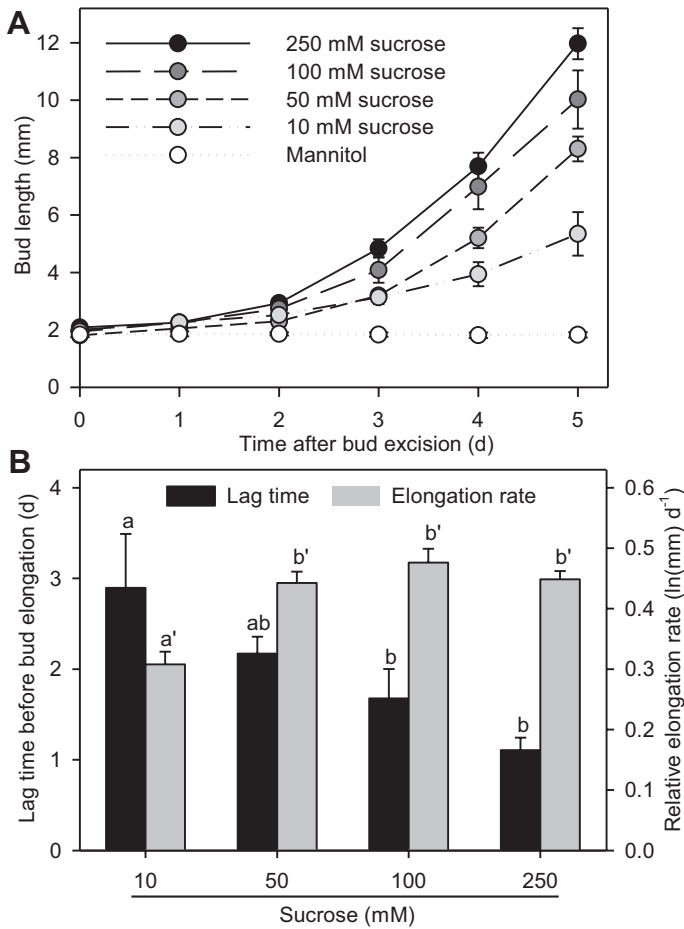 A
12
10
8
6
4
2
0
Bud length (mm)
250 mM sucrose
100 mM sucrose
50 mM sucrose
10 mM sucrose
Mannitol
0 1 2 3 4 5
Time after bud excision (d)
B
4
3
2
1
0
Lag time before bud elongation (d)
Lag time Elongation rate
a a' ab b' b b' b b'
0.6
0.5
0.4
0.3
0.2
0.1
0.0
Relative elongation rate (ln(mm) d⁻¹)
10 50 100 250
Sucrose (mM)